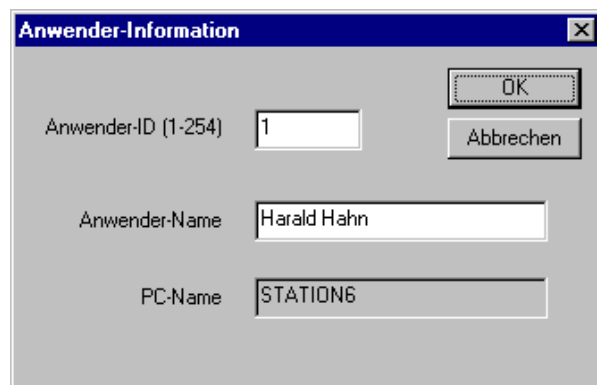 Anwender-Information
OK
Anwender-ID (1-254) 1
Abbrechen
Anwender-Name Harald Hahn
PC-Name STATION6